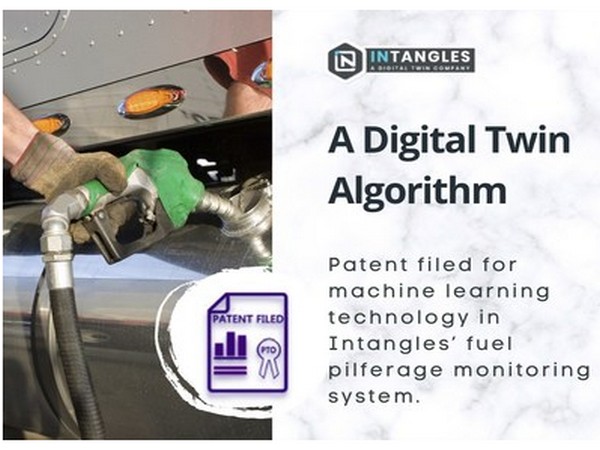 INTANGLES
A DIGITAL TWIN COMPANY
A Digital Twin
Algorithm
Patent filed for
machine learning
technology in
Intangles' fuel
pilferage monitoring
system.
PATENT FILED
PTO